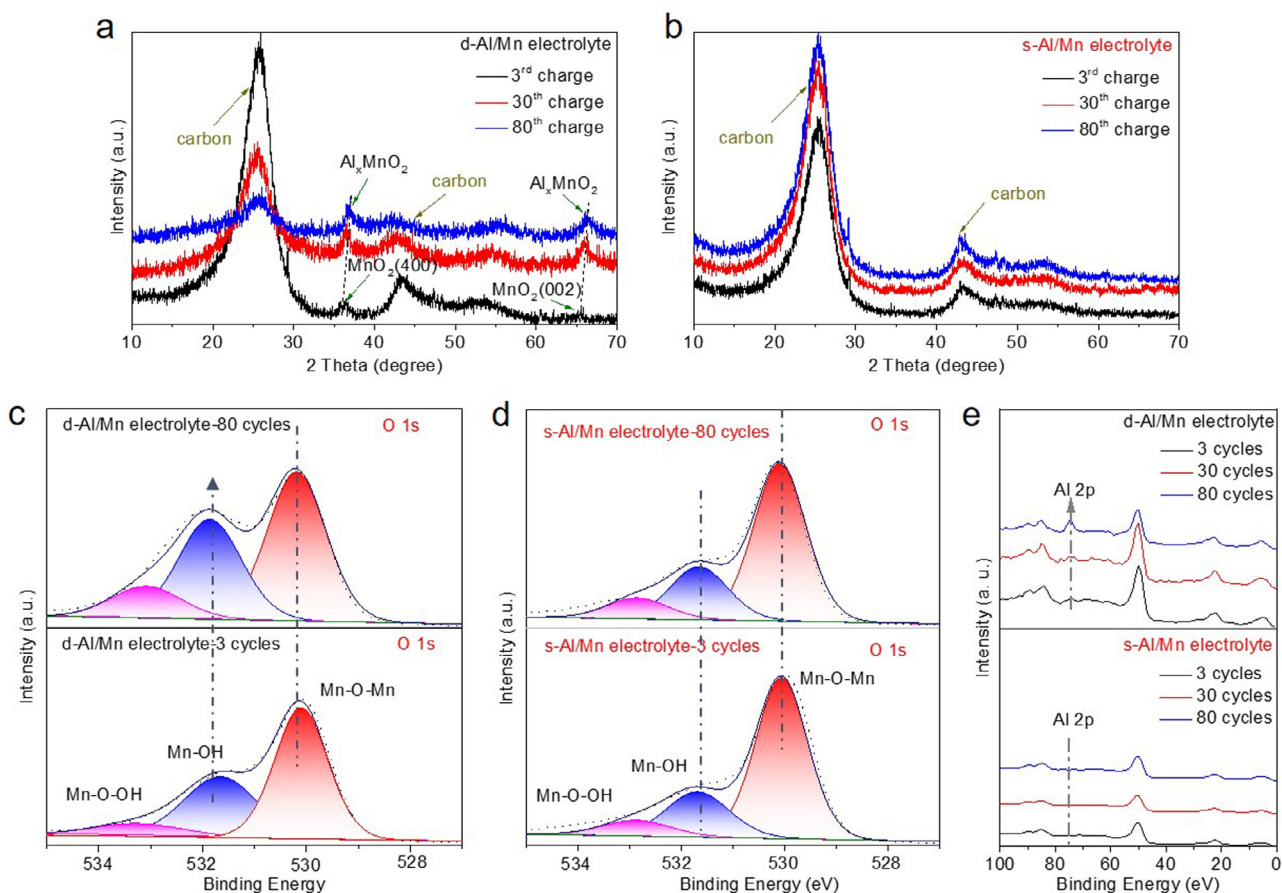 a
d-Al/Mn electrolyte
3rd charge
30th charge
80th charge
carbon
AlxMnO2
carbon
AlxMnO2
MnO2(400)
MnO2(002)
Intensity (a.u.)
10 20 30 40 50 60 70
2 Theta (degree)
b
s-Al/Mn electrolyte
3rd charge
30th charge
80th charge
carbon
carbon
Intensity (a.u.)
10 20 30 40 50 60 70
2 Theta (degree)
c
d-Al/Mn electrolyte-80 cycles
O 1s
d-Al/Mn electrolyte-3 cycles
O 1s
Mn-O-Mn
Mn-OH
Mn-O-OH
Intensity (a.u.)
534 532 530 528
Binding Energy (eV)
d
s-Al/Mn electrolyte-80 cycles
O 1s
s-Al/Mn electrolyte-3 cycles
O 1s
Mn-O-Mn
Mn-OH
Mn-O-OH
Intensity (a.u.)
534 532 530 528
Binding Energy (eV)
e
d-Al/Mn electrolyte
3 cycles
30 cycles
80 cycles
Al 2p
s-Al/Mn electrolyte
3 cycles
30 cycles
80 cycles
Al 2p
Intensity (a. u.)
100 80 60 40 20 0
Binding Energy (eV)